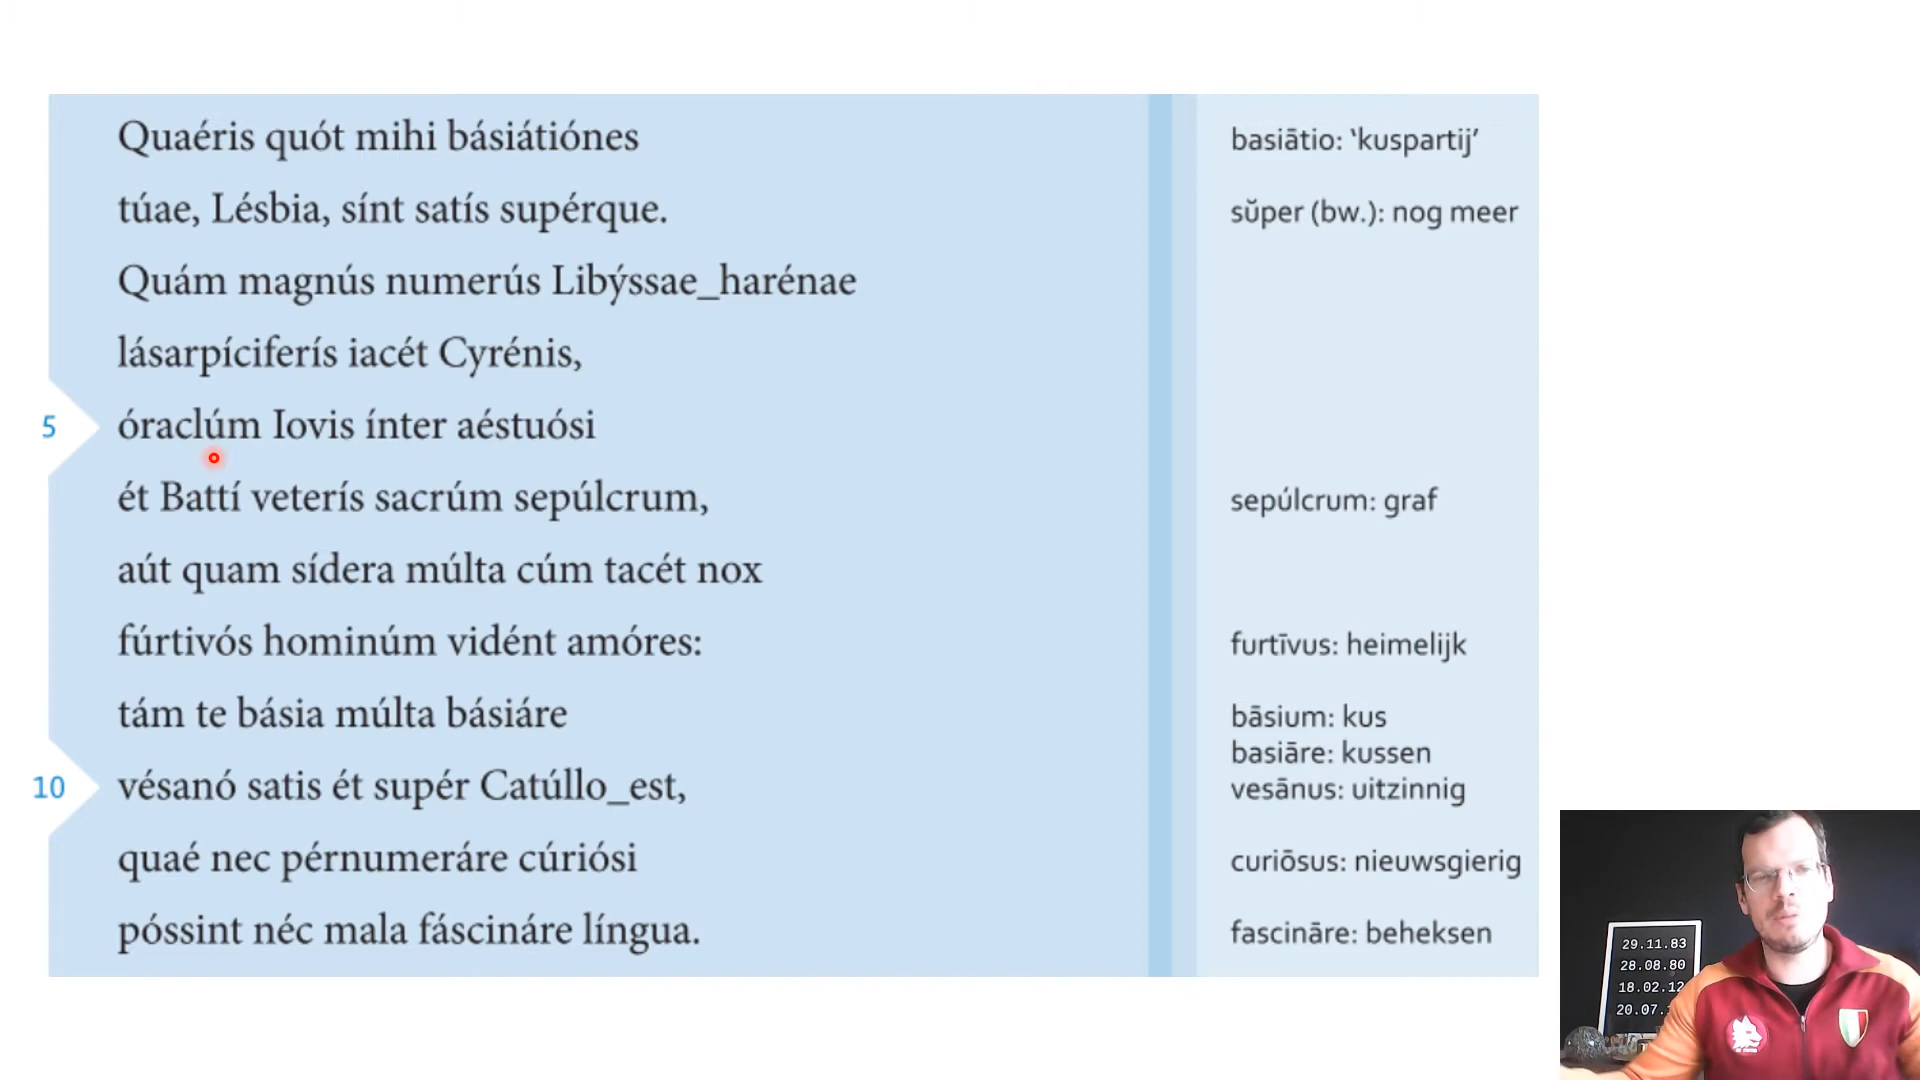 Quaéris quót mihi básiátiónes
túae, Lésbia, sínt satís supérque.
Quám magnús numerús Libýssae_harénae
lásarpíciferís iacét Cyrénis,
5 óraclúm Iovis ínter aéstuósi
ét Battí veterís sacrúm sepúlcrum,
aút quam sídera múlta cúm tacét nox
fúrtivós hominúm vidént amóres:
tám te básia múlta básiáre
10 vésanó satis ét supér Catúllo_est,
quaé nec pérnumeráre cúriósi
póssint néc mala fáscináre língua.
basiātio: ‘kuspartij’
sŭper (bw.): nog meer
sepúlcrum: graf
furtīvus: heimelijk
bāsium: kus
basiāre: kussen
vesānus: uitzinnig
curiōsus: nieuwsgierig
fascināre: beheksen
29.11.83
28.08.80
18.02.12
20.07.